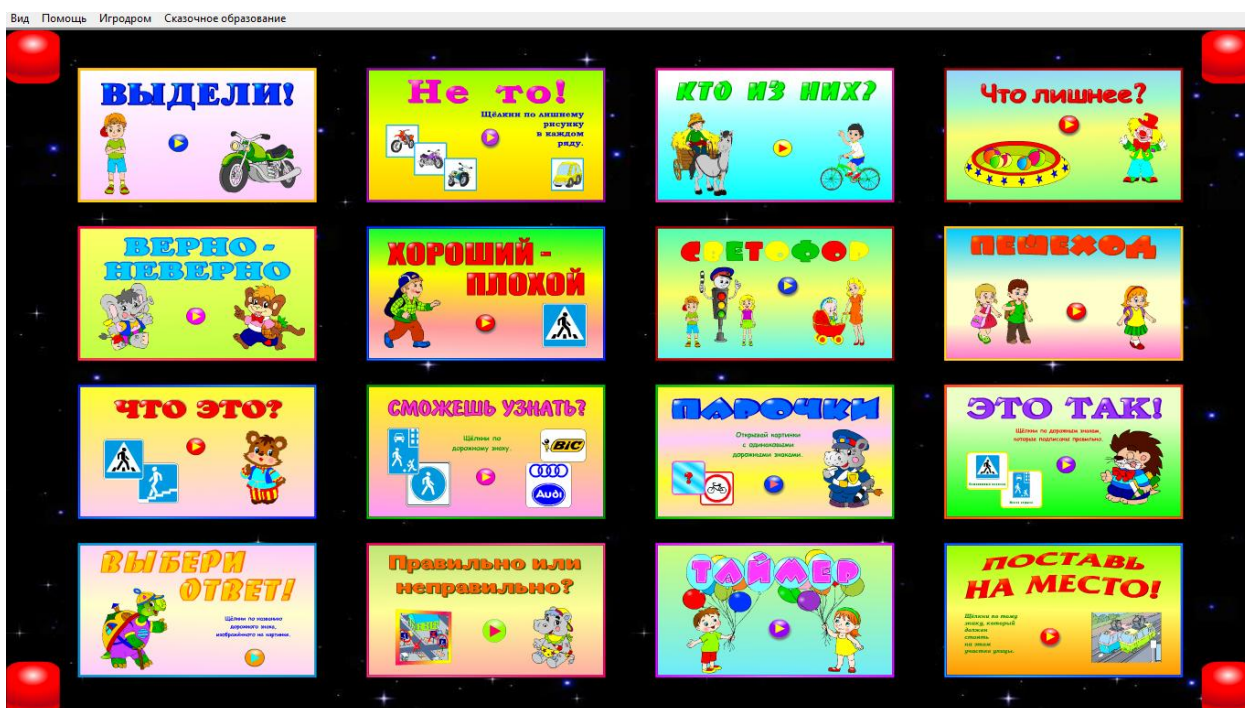 Вид Помощь Игродром Сказочное образование
ВЫДЕЛИ!
Не то!
Щёлкни по лишнему
рисунку
в каждом
ряду.
КТО ИЗ НИХ?
Что лишнее?
ВЕРНО -
НЕВЕРНО
ХОРОШИЙ -
ПЛОХОЙ
СВЕТОФОР
ПЕШЕХОД
ЧТО ЭТО?
СМОЖЕШЬ УЗНАТЬ?
Щёлкни по
дорожному знаку.
BIC
Audi
ПАРОЧКИ
Открывай картинки
с одинаковыми
дорожными знаками.
ЭТО ТАК!
Щёлкни по дорожным знакам,
которые подписаны правильно.
ВЫБЕРИ
ОТВЕТ!
Щёлкни по названию
дорожного знака,
изображённого на картинке.
Правильно или
неправильно?
ТАЙМЕР
ПОСТАВЬ
НА МЕСТО!
Щёлкни по тому
знаку, который
должен
стоять
на этом
участке улицы.